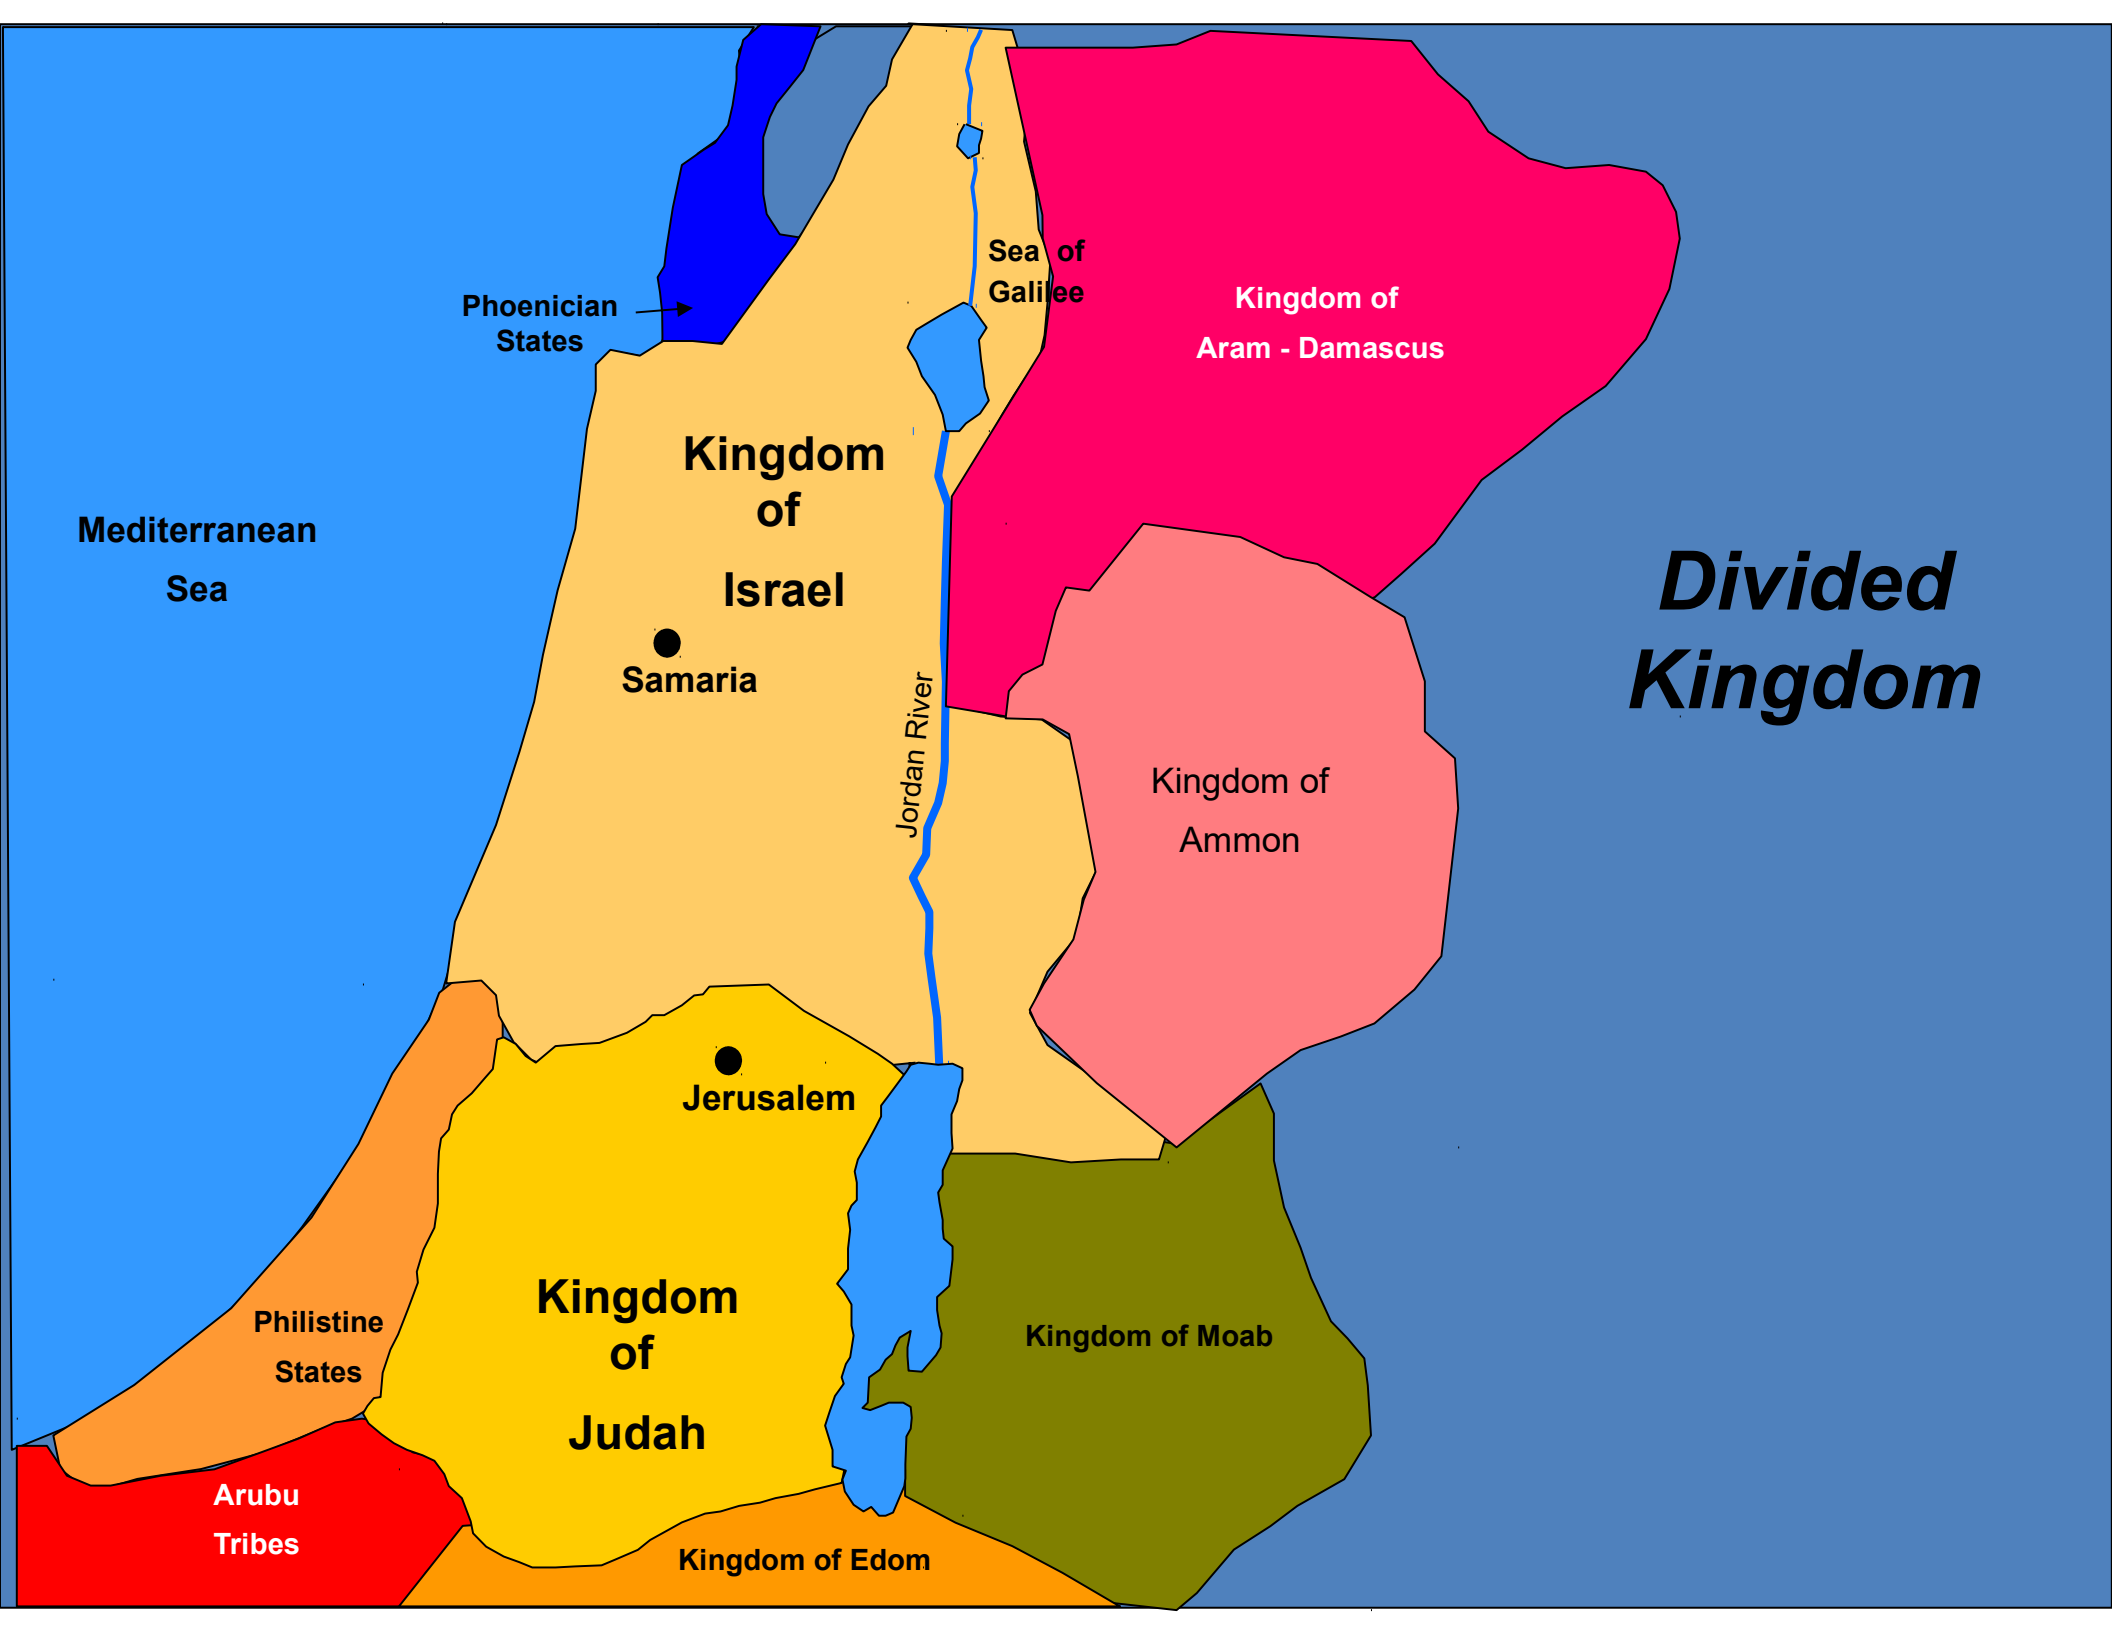 Sea of
Galilee
Phoenician
States
Kingdom of
Aram - Damascus
Kingdom
of
Israel
Mediterranean
Sea
Divided
Kingdom
Samaria
Jordan River
Kingdom of
Ammon
Jerusalem
Kingdom
of
Judah
Philistine
States
Kingdom of Moab
Arubu
Tribes
Kingdom of Edom